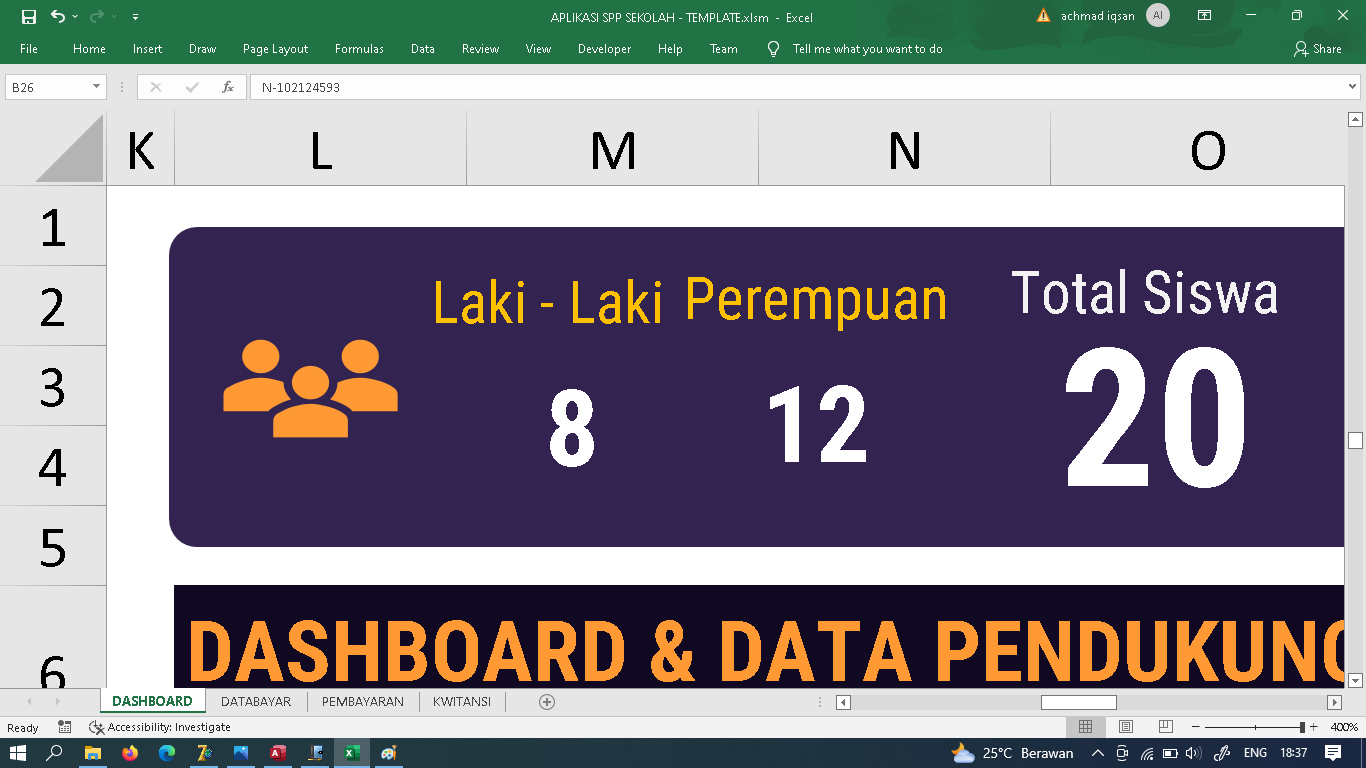 APLIKASI SPP SEKOLAH - TEMPLATE.xlsm - Excel
achmad iqsan
AI
File Home Insert Draw Page Layout Formulas Data Review View Developer Help Team Tell me what you want to do Share
B26 fx N-102124593
K L M N O
1
2
3
4
5
6
Laki - Laki Perempuan Total Siswa
8 12 20
DASHBOARD & DATA PENDUKUNG
DASHBOARD DATABAYAR PEMBAYARAN KWITANSI
Ready Accessibility: Investigate 400%
25°C Berawan ENG 18:37